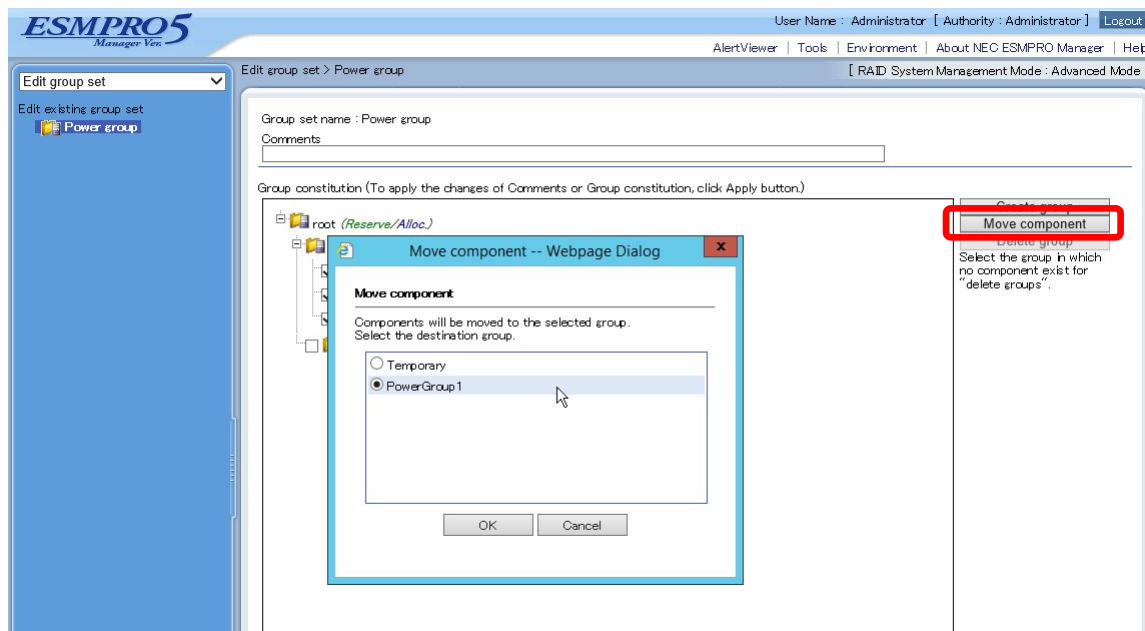 ESMPRO5
Manager Ver.
User Name : Administrator [ Authority : Administrator ] Logout
AlertViewer | Tools | Environment | About NEC ESMPRO Manager | Help
Edit group set
Edit group set > Power group
[ RAID System Management Mode : Advanced Mode
Edit existing group set
Power group
Group set name : Power group
Comments
Group constitution (To apply the changes of Comments or Group constitution, click Apply button.)
root (Reserve/Alloc.)
Create group
Move component
Delete group
Select the group in which
no component exist for
"delete groups".
Move component -- Webpage Dialog
x
Move component
Components will be moved to the selected group.
Select the destination group.
Temporary
PowerGroup1
OK
Cancel